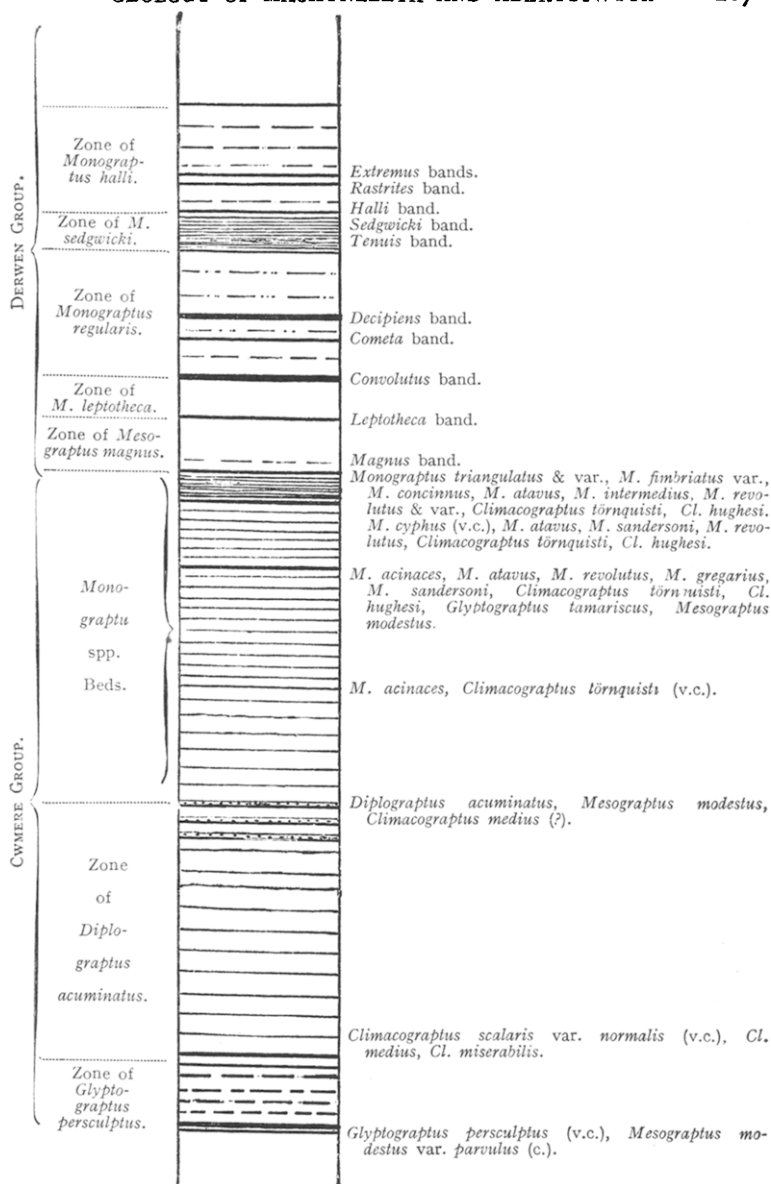 DERWEN GROUP.
Zone of
Monograp-
tus halli.
Extremus bands.
Rastrites band.
Halli band.
Zone of M.
sedgwicki.
Sedgwicki band.
Tenuis band.
Zone of
Monograptus
regularis.
Decipiens band.
Cometa band.
Convolutus band.
Zone of
M. leptotheca.
Leptotheca band.
Zone of Meso-
graptus magnus.
Magnus band.
CWMERE GROUP.
Mono-
graptu
spp.
Beds.
Monograptus triangulatus & var., M. fimbriatus var.,
M. concinnus, M. atavus, M. intermedius, M. revo-
lutus & var., Climacograptus törnquisti, Cl. hughesi.
M. cyphus (v.c.), M. atavus, M. sandersoni, M. revo-
lutus, Climacograptus törnquisti, Cl. hughesi.
M. acinaces, M. atavus, M. revolutus, M. gregarius,
M. sandersoni, Climacograptus törn uisti, Cl.
hughesi, Glyptograptus tamariscus, Mesograptus
modestus.
M. acinaces, Climacograptus törnquisti (v.c.).
Zone
of
Diplo-
graptus
acuminatus.
Diplograptus acuminatus, Mesograptus modestus,
Climacograptus medius (?).
Climacograptus scalaris var. normalis (v.c.), Cl.
medius, Cl. miserabilis.
Zone of
Glypto-
graptus
persculptus.
Glyptograptus persculptus (v.c.), Mesograptus mo-
destus var. parvulus (c.).